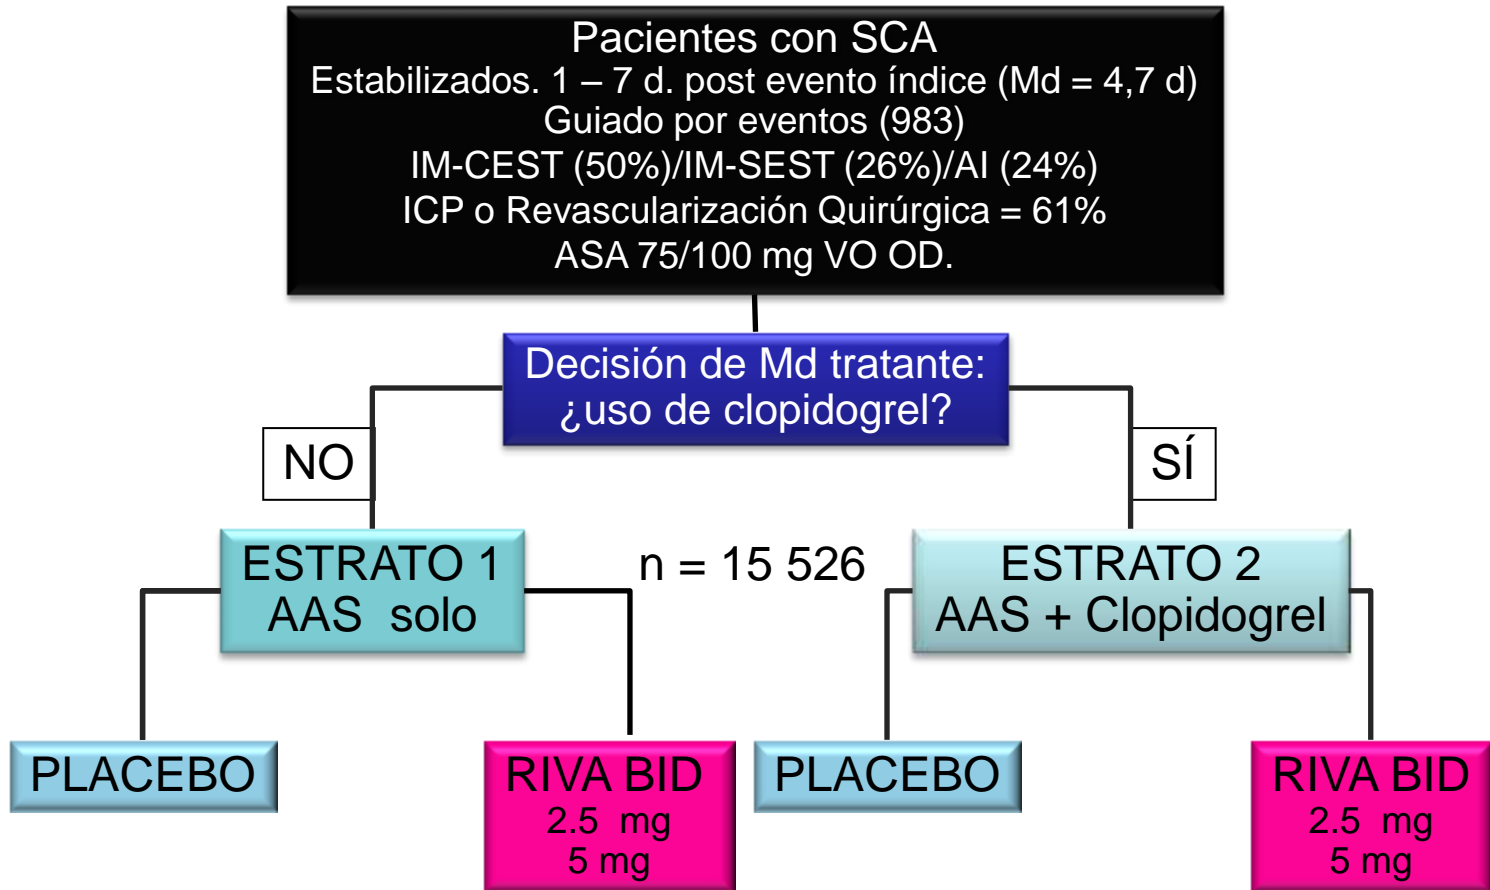 Pacientes con SCA
Estabilizados. 1 – 7 d. post evento índice (Md = 4,7 d)
Guiado por eventos (983)
IM-CEST (50%)/IM-SEST (26%)/AI (24%)
ICP o Revascularización Quirúrgica = 61%
ASA 75/100 mg VO OD.
Decisión de Md tratante:
¿uso de clopidogrel?
NO
SÍ
ESTRATO 1
AAS solo
n = 15 526
ESTRATO 2
AAS + Clopidogrel
PLACEBO
RIVA BID
2.5 mg
5 mg
PLACEBO
RIVA BID
2.5 mg
5 mg